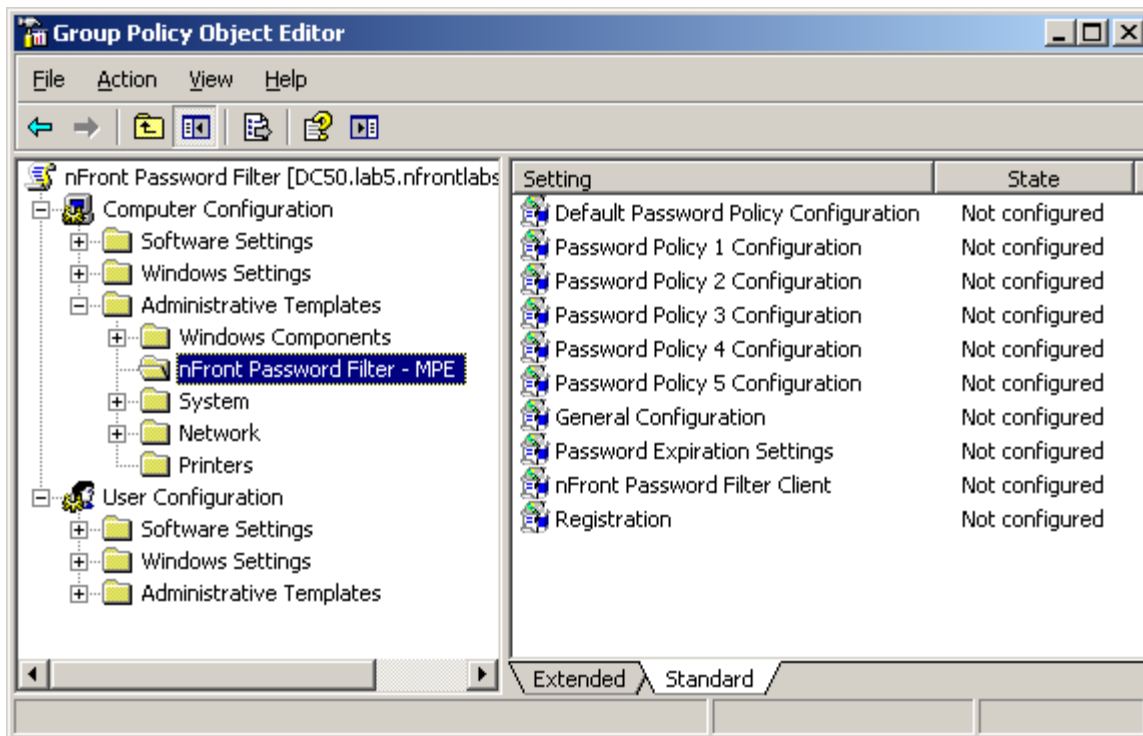 Group Policy Object Editor
File Action View Help
nFront Password Filter [DC50.lab5.nfrontlabs
Computer Configuration
Software Settings
Windows Settings
Administrative Templates
Windows Components
nFront Password Filter - MPE
System
Network
Printers
User Configuration
Software Settings
Windows Settings
Administrative Templates
Setting State
Default Password Policy Configuration Not configured
Password Policy 1 Configuration Not configured
Password Policy 2 Configuration Not configured
Password Policy 3 Configuration Not configured
Password Policy 4 Configuration Not configured
Password Policy 5 Configuration Not configured
General Configuration Not configured
Password Expiration Settings Not configured
nFront Password Filter Client Not configured
Registration Not configured
Extended Standard